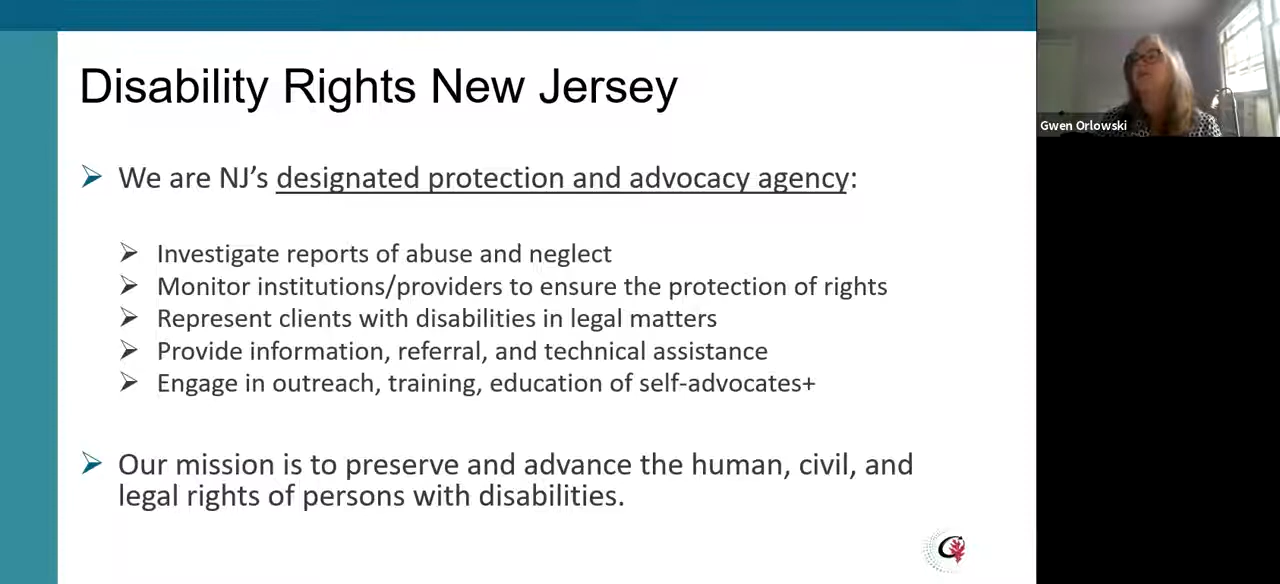 Disability Rights New Jersey
We are NJ's designated protection and advocacy agency:
Investigate reports of abuse and neglect
Monitor institutions/providers to ensure the protection of rights
Represent clients with disabilities in legal matters
Provide information, referral, and technical assistance
Engage in outreach, training, education of self-advocates+
Our mission is to preserve and advance the human, civil, and
legal rights of persons with disabilities.
Gwen Orlowski